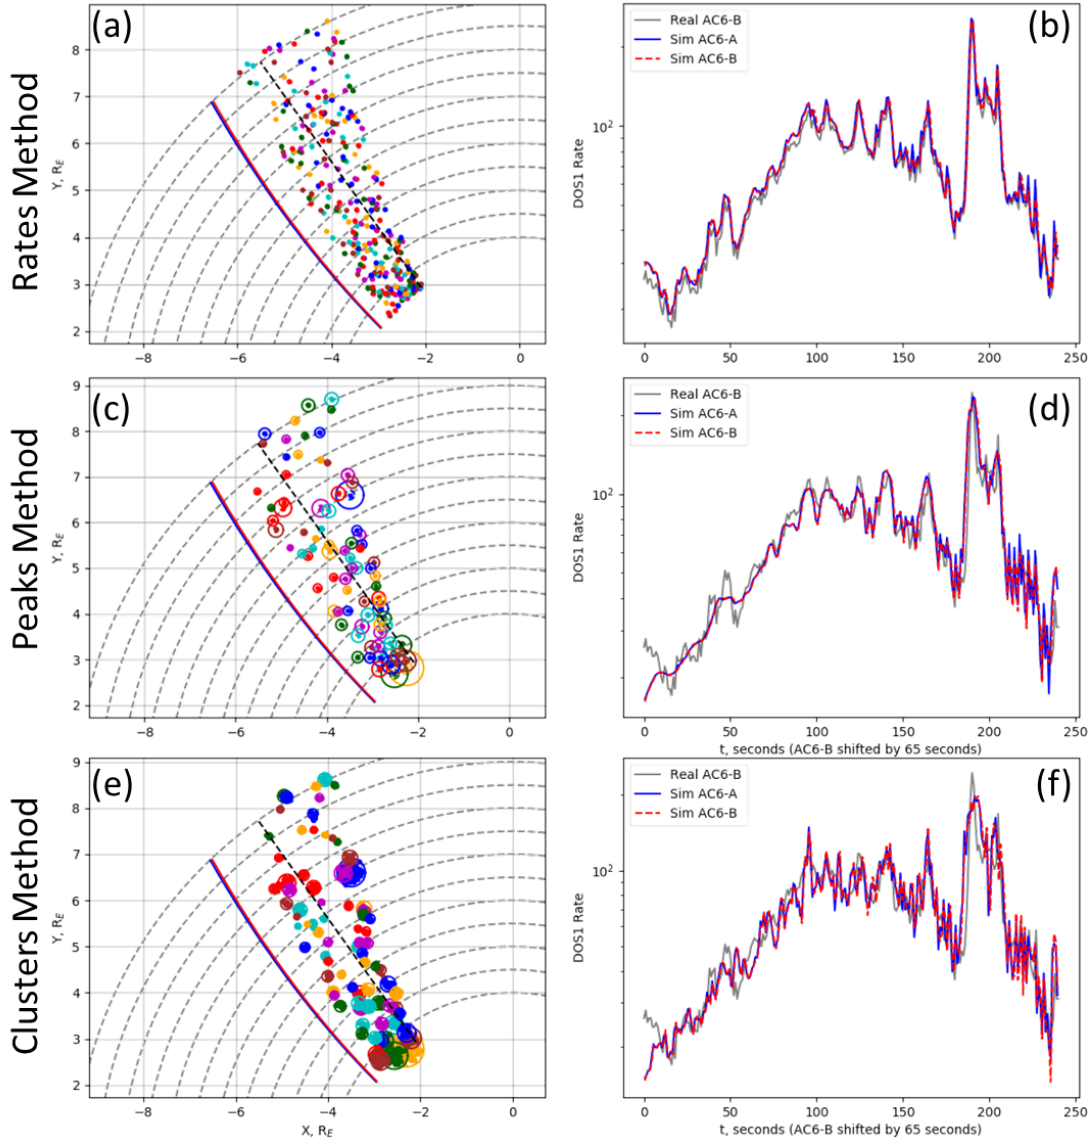 Rates Method
(a)
Y, R_E
8
7
6
5
4
3
2
−8
−6
−4
−2
0
(b)
Real AC6-B
Sim AC6-A
Sim AC6-B
DOS1 Rate
10²
0
50
100
150
200
250
Peaks Method
(c)
Y, R_E
9
8
7
6
5
4
3
2
−8
−6
−4
−2
0
(d)
Real AC6-B
Sim AC6-A
Sim AC6-B
DOS1 Rate
10²
0
50
100
150
200
250
t, seconds (AC6-B shifted by 65 seconds)
Clusters Method
(e)
Y, R_E
9
8
7
6
5
4
3
2
−8
−6
−4
−2
0
X, R_E
(f)
Real AC6-B
Sim AC6-A
Sim AC6-B
DOS1 Rate
10²
0
50
100
150
200
250
t, seconds (AC6-B shifted by 65 seconds)